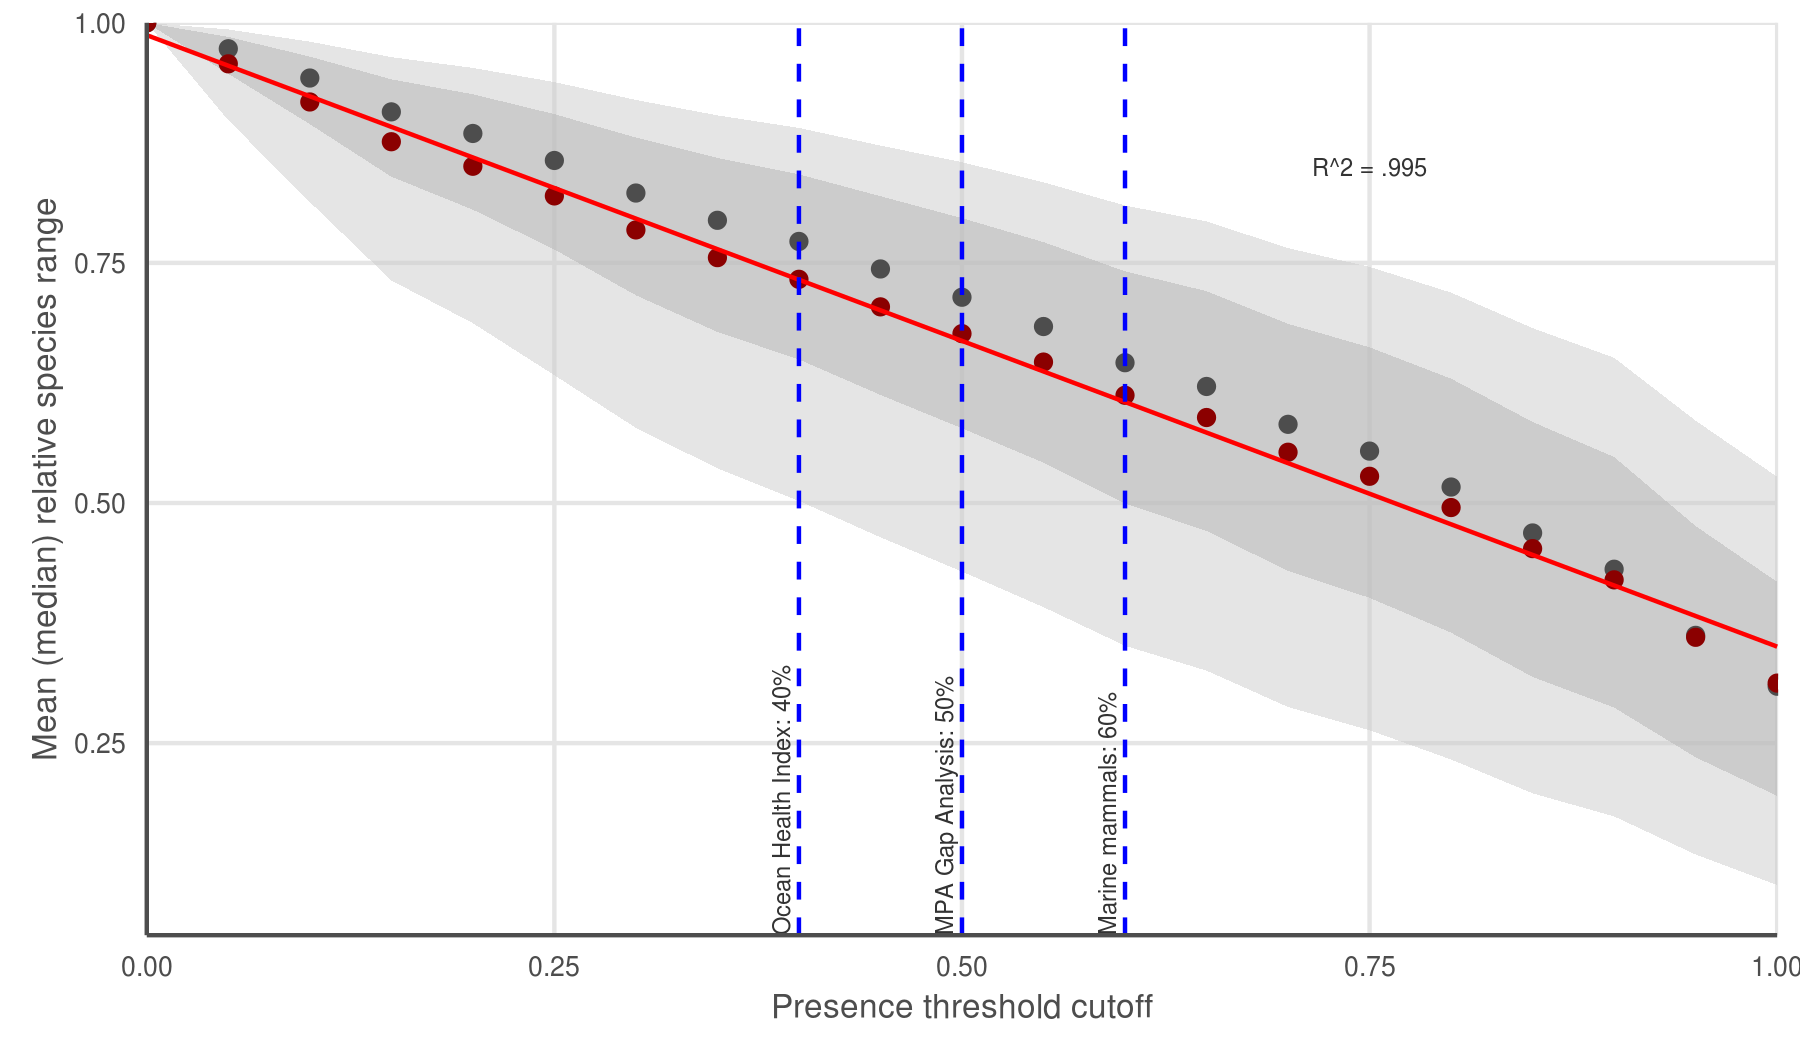 1.00
0.75
0.50
0.25
Mean (median) relative species range
R^2 = .995
Ocean Health Index: 40%
MPA Gap Analysis: 50%
Marine mammals: 60%
0.00
0.25
0.50
0.75
1.00
Presence threshold cutoff